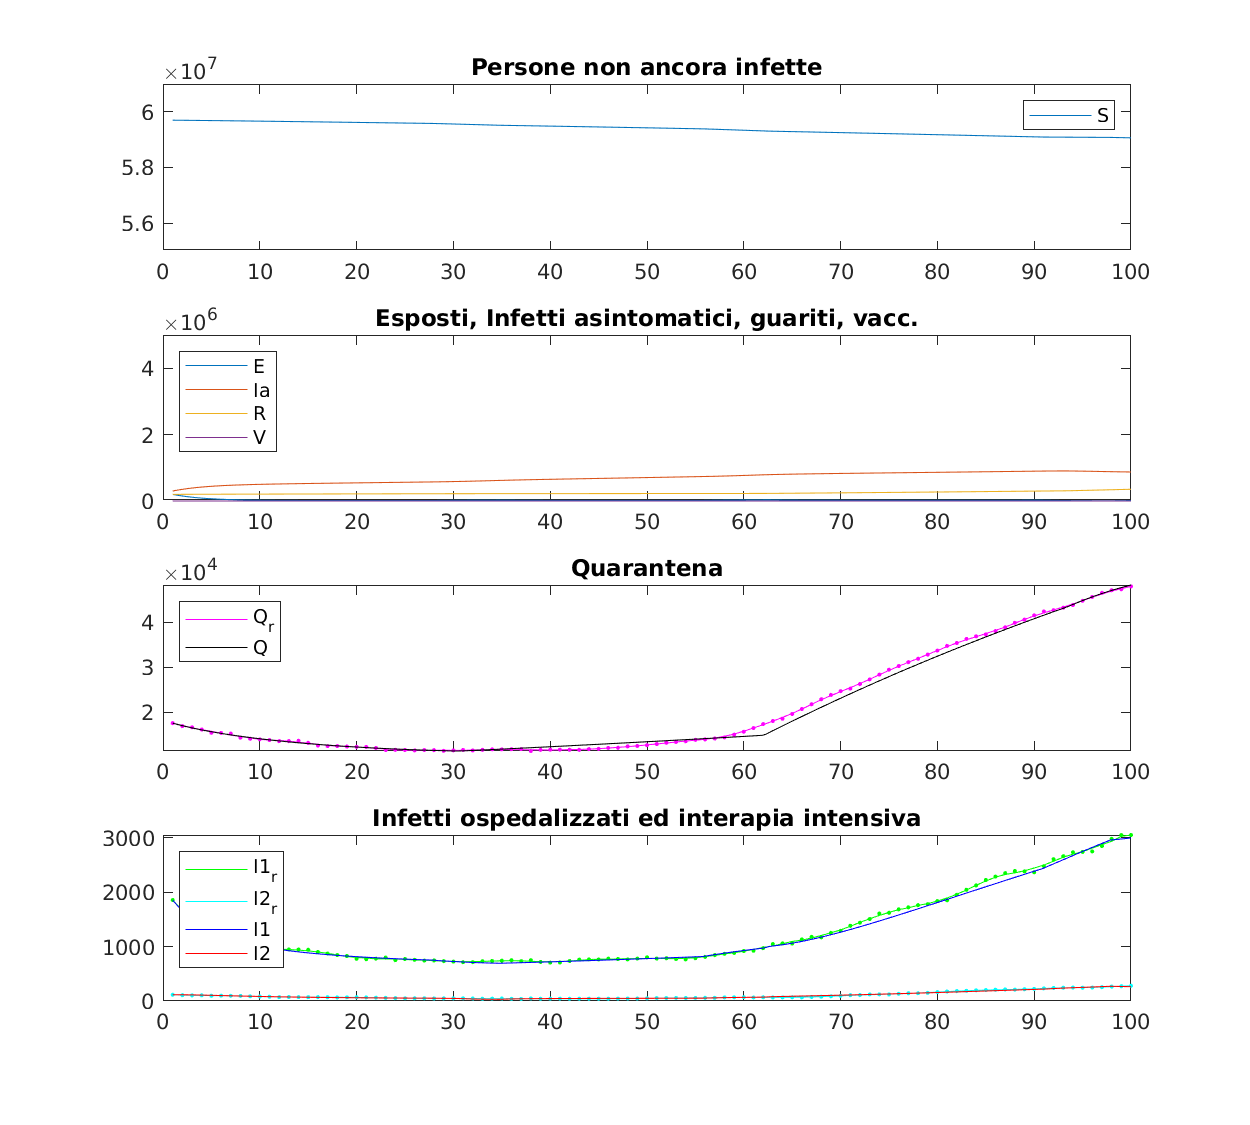 Persone non ancora infette
×10^7
6
5.8
5.6
S
0 10 20 30 40 50 60 70 80 90 100
Esposti, Infetti asintomatici, guariti, vacc.
×10^6
4
2
0
E
Ia
R
V
0 10 20 30 40 50 60 70 80 90 100
Quarantena
×10^4
4
3
2
Q_r
Q
0 10 20 30 40 50 60 70 80 90 100
Infetti ospedalizzati ed interapia intensiva
3000
2000
1000
0
I1_r
I2_r
I1
I2
0 10 20 30 40 50 60 70 80 90 100